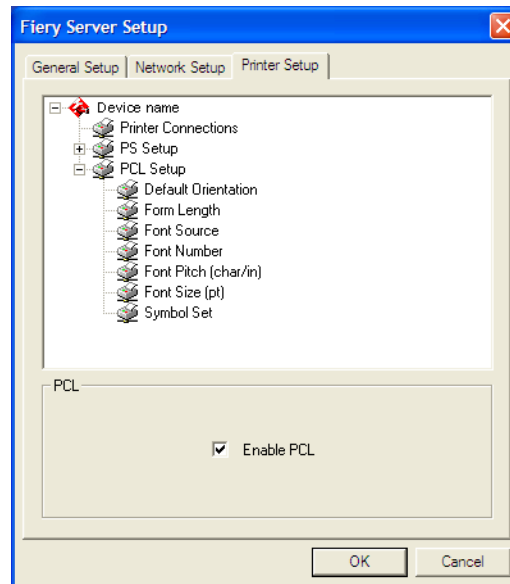 Fiery Server Setup
General Setup Network Setup Printer Setup
Device name
Printer Connections
PS Setup
PCL Setup
Default Orientation
Form Length
Font Source
Font Number
Font Pitch (char/in)
Font Size (pt)
Symbol Set
PCL
Enable PCL
OK Cancel